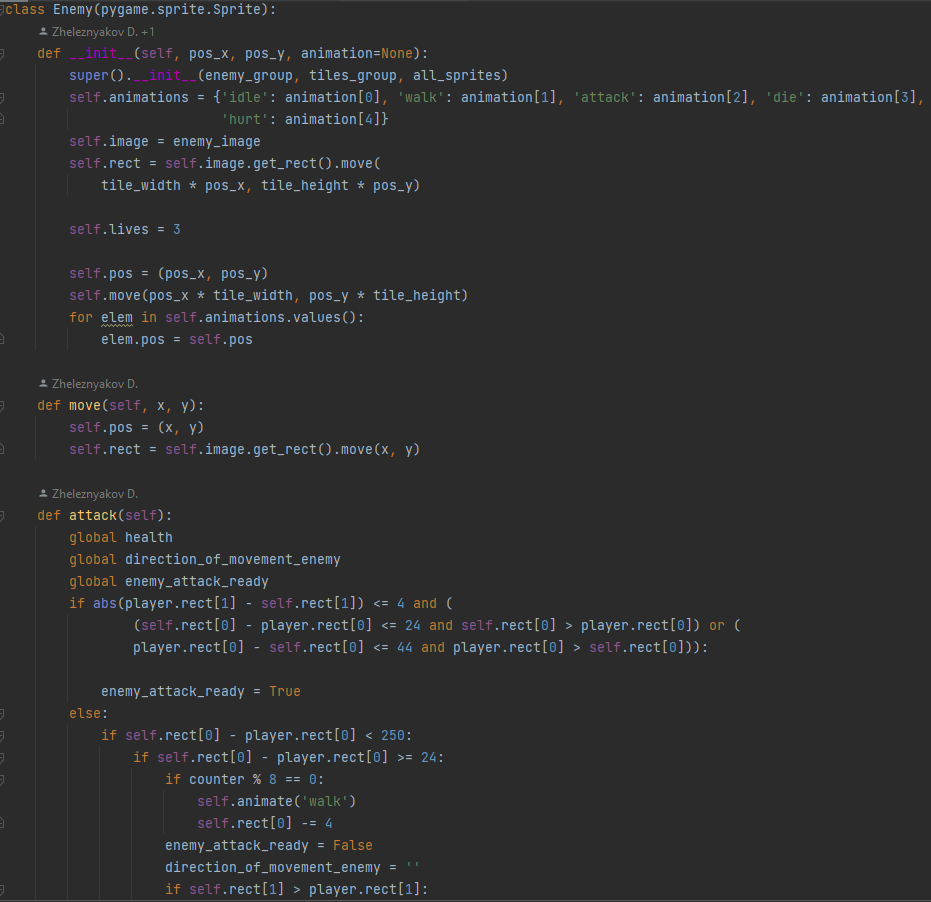 class Enemy(pygame.sprite.Sprite):
Zheleznyakov D. +1
def __init__(self, pos_x, pos_y, animation=None):
super().__init__(enemy_group, tiles_group, all_sprites)
self.animations = {'idle': animation[0], 'walk': animation[1], 'attack': animation[2], 'die': animation[3],
'hurt': animation[4]}
self.image = enemy_image
self.rect = self.image.get_rect().move(
tile_width * pos_x, tile_height * pos_y)
self.lives = 3
self.pos = (pos_x, pos_y)
self.move(pos_x * tile_width, pos_y * tile_height)
for elem in self.animations.values():
elem.pos = self.pos
Zheleznyakov D.
def move(self, x, y):
self.pos = (x, y)
self.rect = self.image.get_rect().move(x, y)
Zheleznyakov D.
def attack(self):
global health
global direction_of_movement_enemy
global enemy_attack_ready
if abs(player.rect[1] - self.rect[1]) <= 4 and (
(self.rect[0] - player.rect[0] <= 24 and self.rect[0] > player.rect[0]) or (
player.rect[0] - self.rect[0] <= 44 and player.rect[0] > self.rect[0])):
enemy_attack_ready = True
else:
if self.rect[0] - player.rect[0] < 250:
if self.rect[0] - player.rect[0] >= 24:
if counter % 8 == 0:
self.animate('walk')
self.rect[0] -= 4
enemy_attack_ready = False
direction_of_movement_enemy = ''
if self.rect[1] > player.rect[1]: